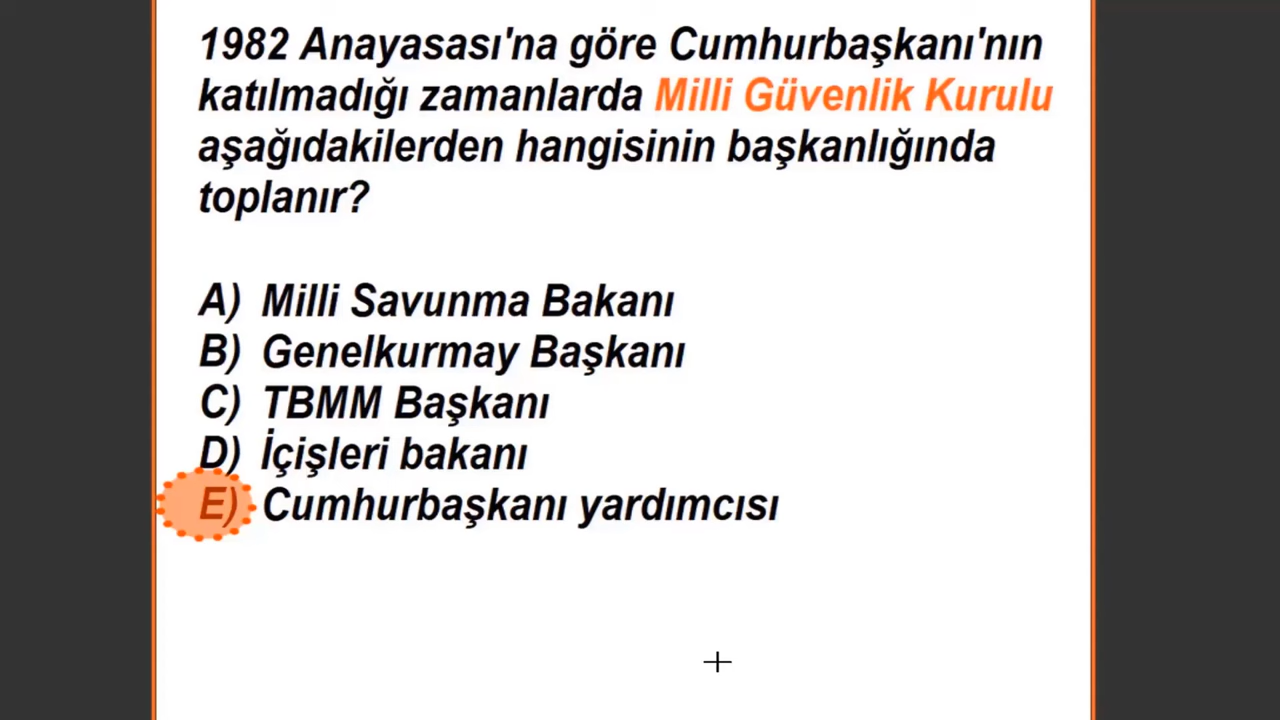 1982 Anayasası'na göre Cumhurbaşkanı'nın
katılmadığı zamanlarda Milli Güvenlik Kurulu
aşağıdakilerden hangisinin başkanlığında
toplanır?
A) Milli Savunma Bakanı
B) Genelkurmay Başkanı
C) TBMM Başkanı
D) İçişleri bakanı
E) Cumhurbaşkanı yardımcısı